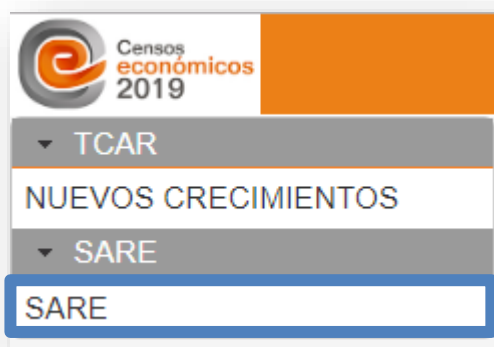 Censos
económicos
2019
TCAR
NUEVOS CRECIMIENTOS
SARE
SARE